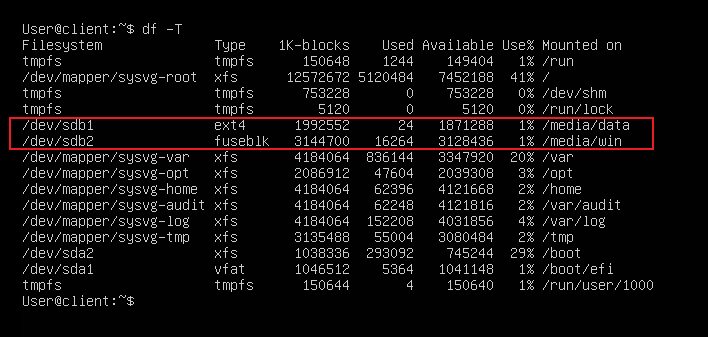 User@client:~$ df -T
Filesystem Type 1K-blocks Used Available Use% Mounted on
tmpfs tmpfs 150648 1244 149404 1% /run
/dev/mapper/sysvg-root xfs 12572672 5120484 7452188 41% /
tmpfs tmpfs 753228 0 753228 0% /dev/shm
tmpfs tmpfs 5120 0 5120 0% /run/lock
/dev/sdb1 ext4 1992552 24 1871288 1% /media/data
/dev/sdb2 fuseblk 3144700 16264 3128436 1% /media/win
/dev/mapper/sysvg-var xfs 4184064 836144 3347920 20% /var
/dev/mapper/sysvg-opt xfs 2086912 47604 2039308 3% /opt
/dev/mapper/sysvg-home xfs 4184064 62396 4121668 2% /home
/dev/mapper/sysvg-audit xfs 4184064 62248 4121816 2% /var/audit
/dev/mapper/sysvg-log xfs 4184064 152208 4031856 4% /var/log
/dev/mapper/sysvg-tmp xfs 3135488 55004 3080484 2% /tmp
/dev/sda2 xfs 1038336 293092 745244 29% /boot
/dev/sda1 vfat 1046512 5364 1041148 1% /boot/efi
tmpfs tmpfs 150644 4 150640 1% /run/user/1000
User@client:~$